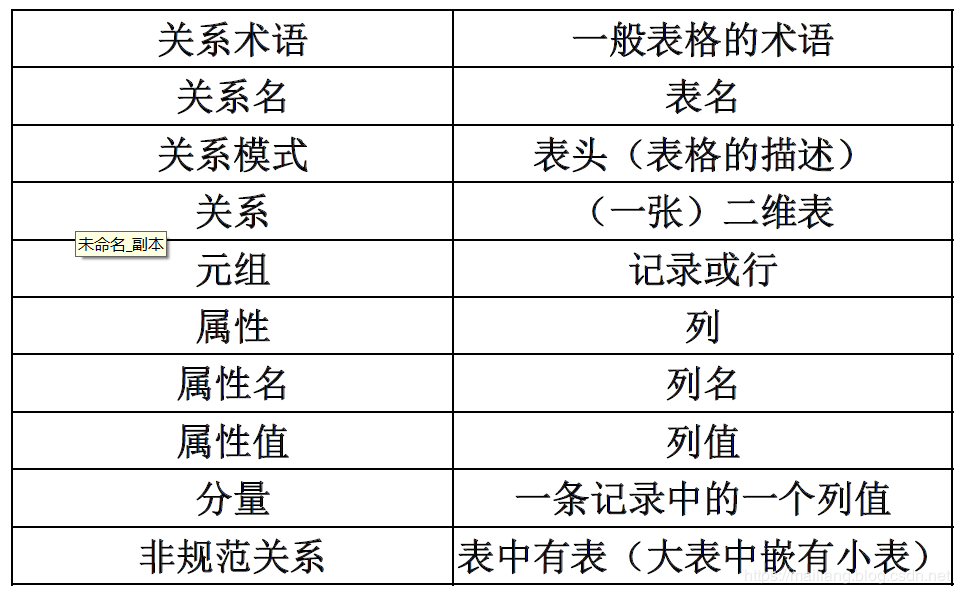 关系术语 一般表格的术语
关系名 表名
关系模式 表头（表格的描述）
关系 （一张）二维表
未命名_副本
元组 记录或行
属性 列
属性名 列名
属性值 列值
分量 一条记录中的一个列值
非规范关系 表中有表（大表中嵌有小表）